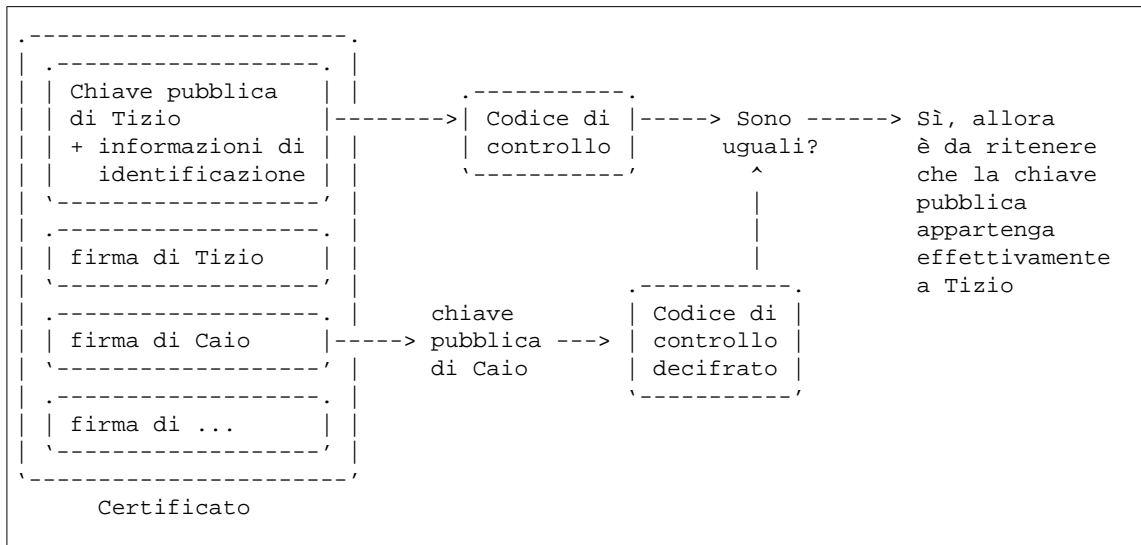 Chiave pubblica
di Tizio
+ informazioni di
identificazione
firma di Tizio
firma di Caio
firma di ...
Certificato
Codice di
controllo
Sono
uguali?
Sì, allora
è da ritenere
che la chiave
pubblica
appartenga
effettivamente
a Tizio
chiave
pubblica
di Caio
Codice di
controllo
decifrato